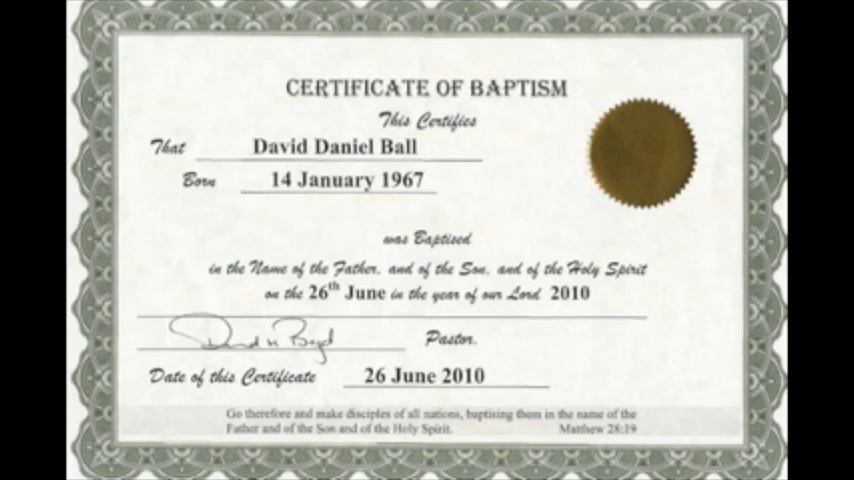 CERTIFICATE OF BAPTISM
This Certifies
That David Daniel Ball
Born 14 January 1967
was Baptised
in the Name of the Father, and of the Son, and of the Holy Spirit
on the 26th June in the year of our Lord 2010
Pastor.
Date of this Certificate 26 June 2010
Go therefore and make disciples of all nations, baptising them in the name of the
Father and of the Son and of the Holy Spirit. Matthew 28:19